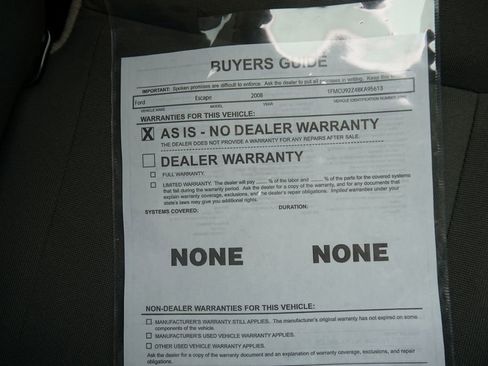 BUYERS GUIDE
IMPORTANT: Spoken promises are difficult to enforce. Ask the dealer to put all promises in writing. Keep this
Ford Escape 2008 1FMCU92Z48KA95613
VEHICLE MAKE MODEL YEAR VEHICLE IDENTIFICATION
WARRANTIES FOR THIS VEHICLE:
X AS IS - NO DEALER WARRANTY
THE DEALER DOES NOT PROVIDE A WARRANTY FOR ANY REPAIRS AFTER SALE.
DEALER WARRANTY
FULL WARRANTY.
LIMITED WARRANTY. The dealer will pay ____ % of the labor and ____ % of the parts for the covered systems
that fail during the warranty period. Ask the dealer for a copy of the warranty, and for any documents that
explain warranty coverage, exclusions, and the dealer's repair obligations. Implied warranties under your
state's laws may give you additional rights.
SYSTEMS COVERED: DURATION:
NONE NONE
NON-DEALER WARRANTIES FOR THIS VEHICLE:
MANUFACTURER'S WARRANTY STILL APPLIES. The manufacturer's original warranty has not expired on some
components of the vehicle.
MANUFACTURER'S USED VEHICLE WARRANTY APPLIES.
OTHER USED VEHICLE WARRANTY APPLIES.
Ask the dealer for a copy of the warranty document and an explanation of warranty coverage, exclusions, and repair
obligations.